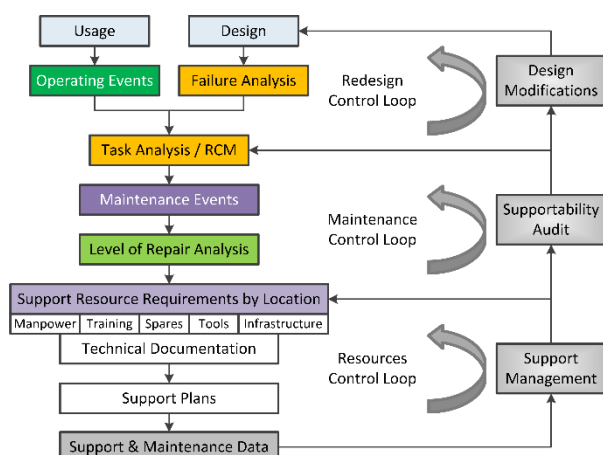 Usage
Design
Operating Events
Failure Analysis
Redesign
Control Loop
Design
Modifications
Task Analysis / RCM
Maintenance Events
Maintenance
Control Loop
Supportability
Audit
Level of Repair Analysis
Support Resource Requirements by Location
Manpower
Training
Spares
Tools
Infrastructure
Technical Documentation
Resources
Control Loop
Support
Management
Support Plans
Support & Maintenance Data